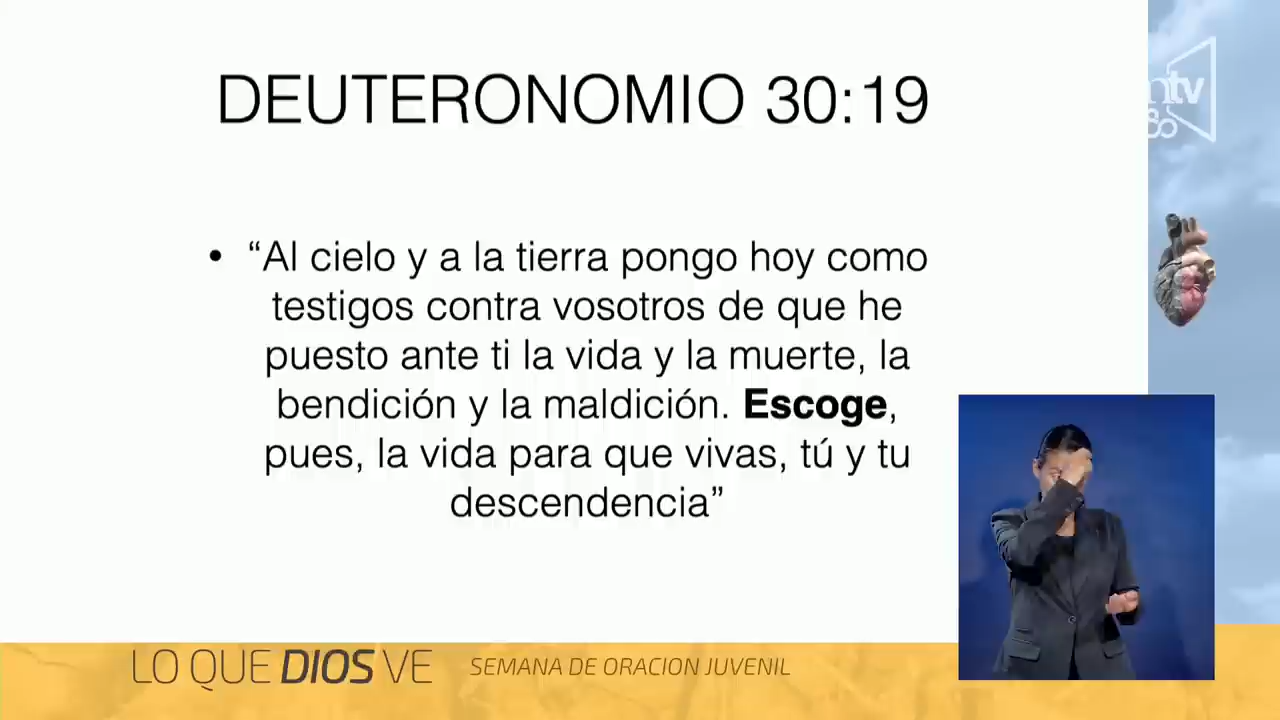 DEUTERONOMIO 30:19
• “Al cielo y a la tierra pongo hoy como
testigos contra vosotros de que he
puesto ante ti la vida y la muerte, la
bendición y la maldición. Escoge,
pues, la vida para que vivas, tú y tu
descendencia”
LO QUE DIOS VE
SEMANA DE ORACION JUVENIL